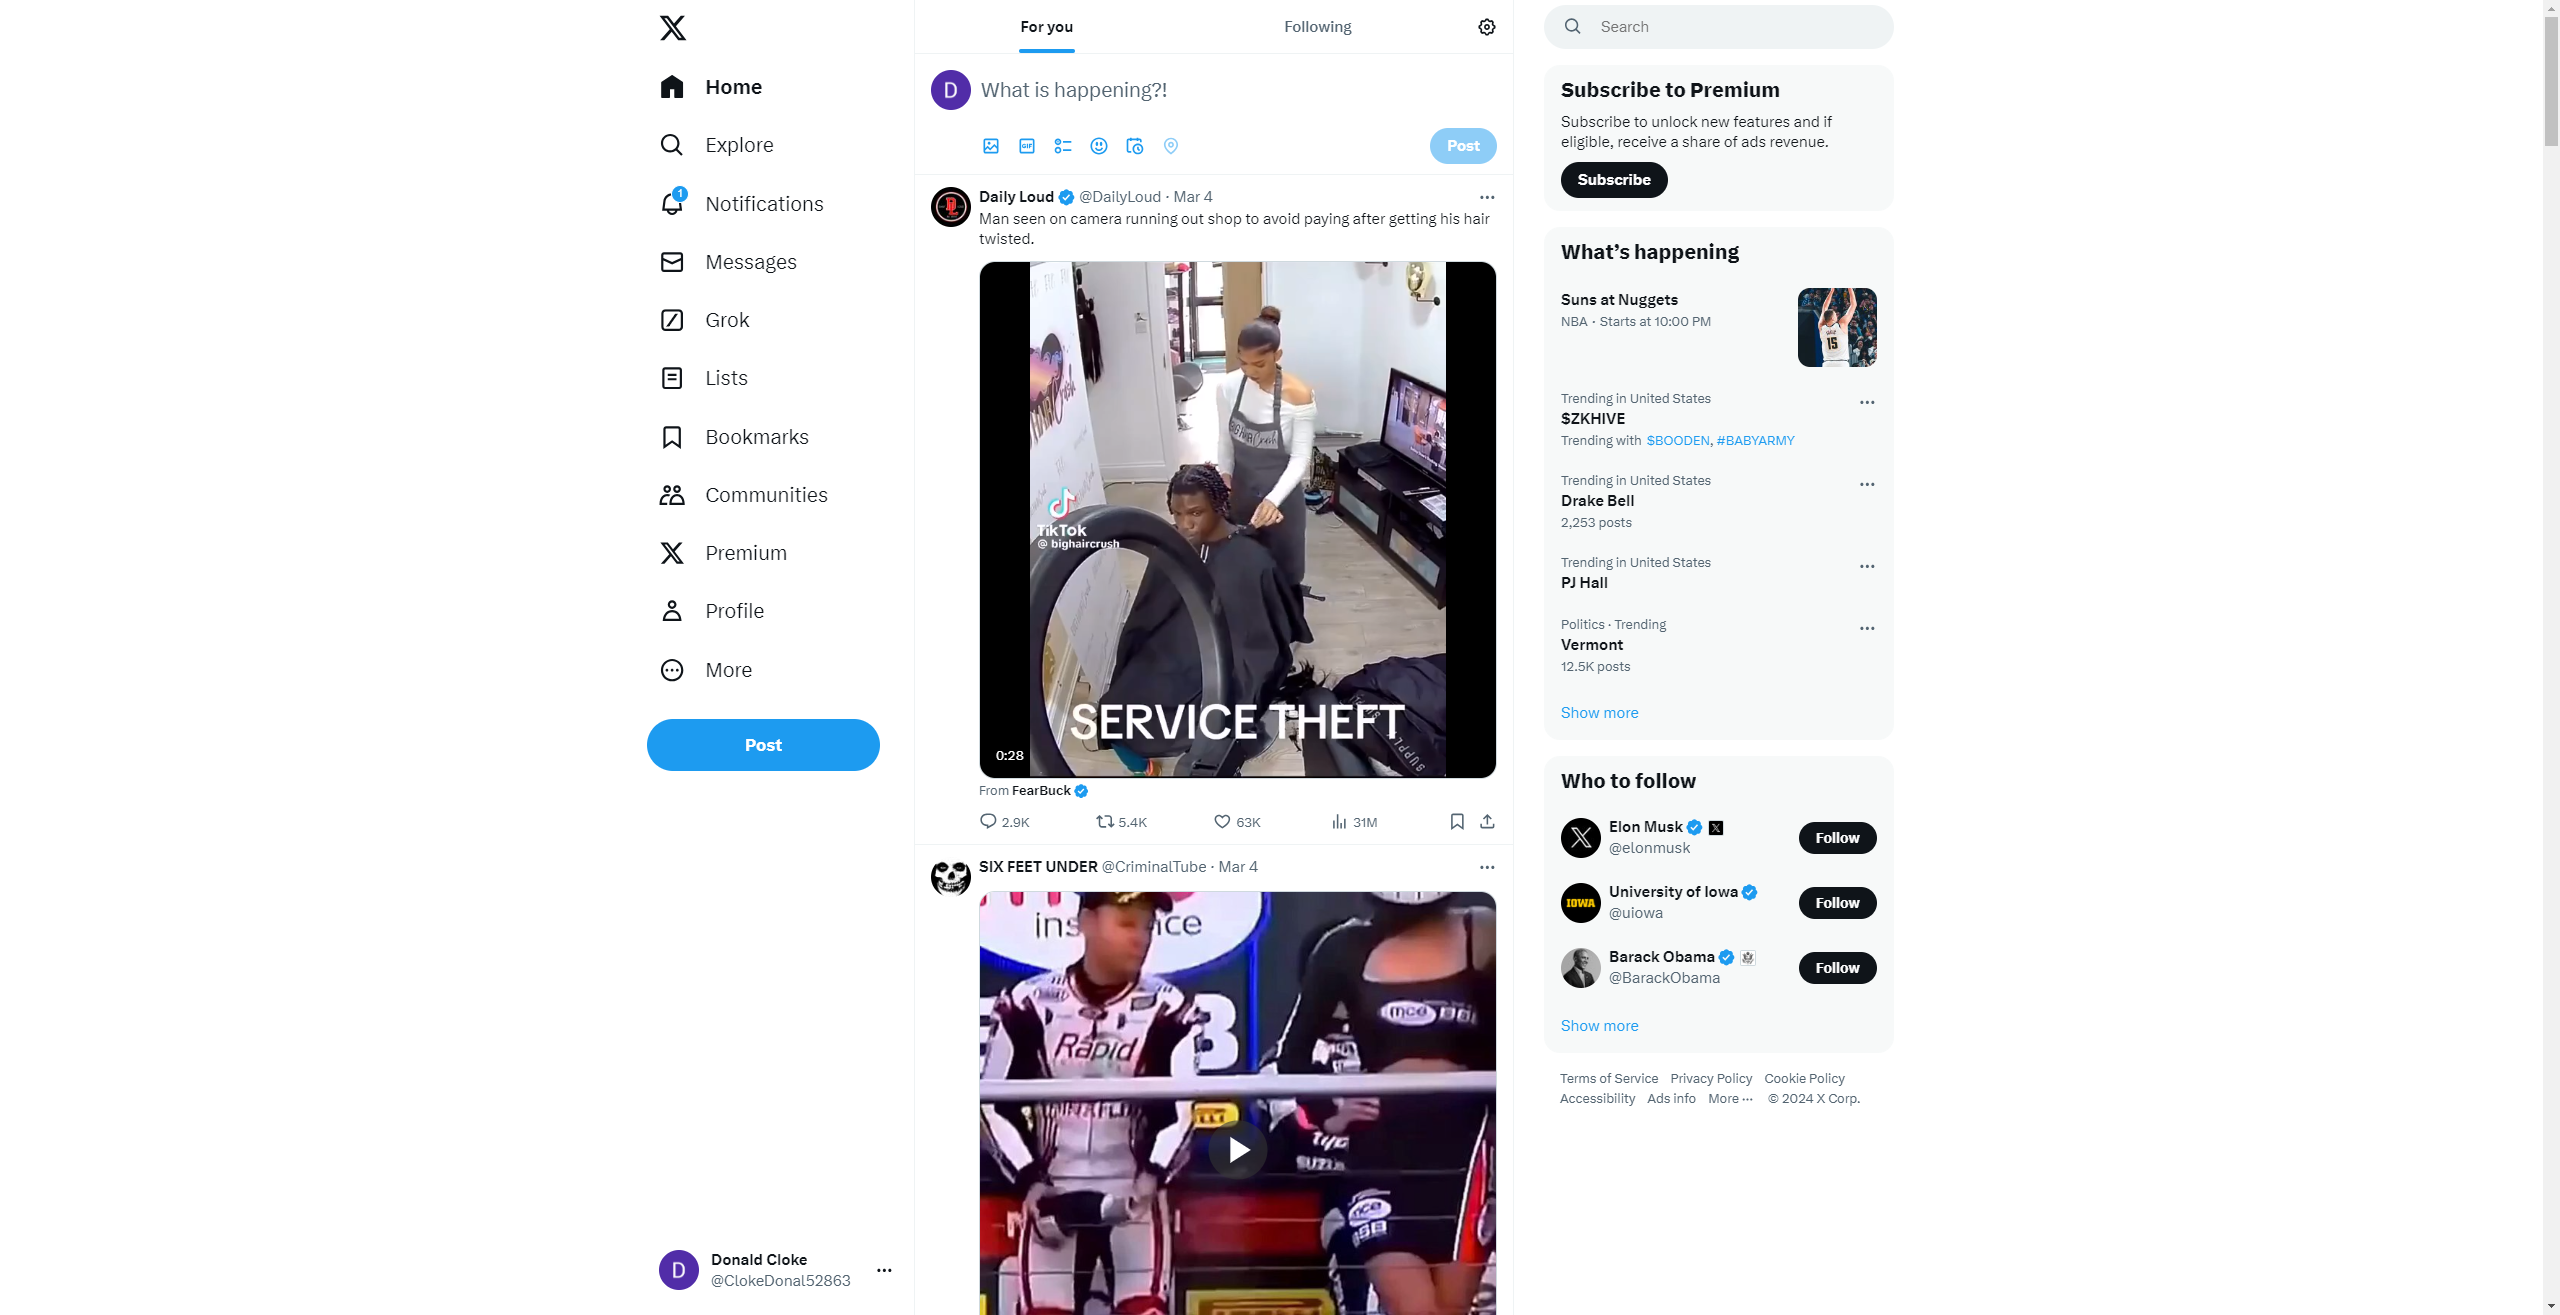 Home
Explore
1
Notifications
Messages
Grok
Lists
Bookmarks
Communities
Premium
Profile
More
Post
D
Donald Cloke
@ClokeDonal52863
For you
Following
D
What is happening?!
GIF
Post
Daily Loud @DailyLoud · Mar 4
Man seen on camera running out shop to avoid paying after getting his hair
twisted.
TikTok
@ bighaircrush
SERVICE THEFT
0:28
From FearBuck
2.9K
5.4K
63K
31M
SIX FEET UNDER @CriminalTube · Mar 4
Rapid
mce
Search
Subscribe to Premium
Subscribe to unlock new features and if
eligible, receive a share of ads revenue.
Subscribe
What’s happening
Suns at Nuggets
NBA · Starts at 10:00 PM
15
Trending in United States
$ZKHIVE
Trending with $BOODEN, #BABYARMY
Trending in United States
Drake Bell
2,253 posts
Trending in United States
PJ Hall
Politics · Trending
Vermont
12.5K posts
Show more
Who to follow
Elon Musk
@elonmusk
Follow
IOWA
University of Iowa
@uiowa
Follow
Barack Obama
@BarackObama
Follow
Show more
Terms of Service Privacy Policy Cookie Policy
Accessibility Ads info More ··· © 2024 X Corp.